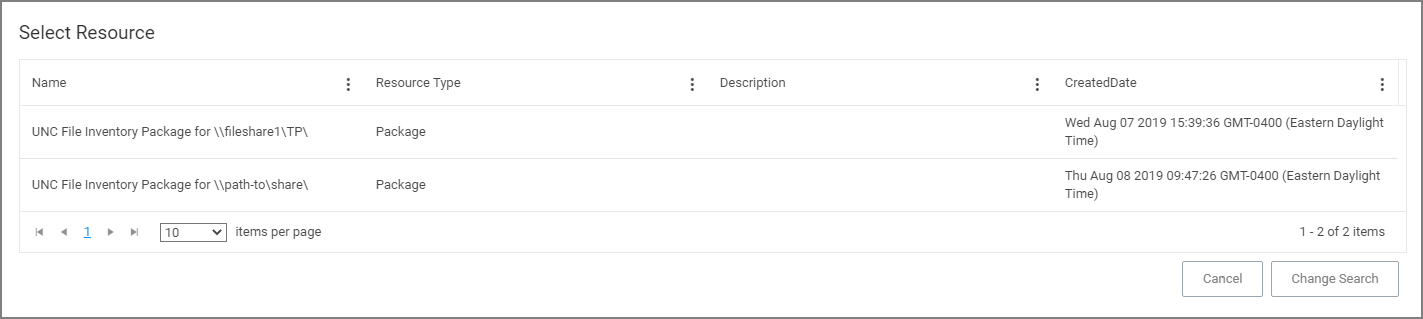 Select Resource
Name Resource Type Description CreatedDate
UNC File Inventory Package for \\fileshare1\TP\ Package Wed Aug 07 2019 15:39:36 GMT-0400 (Eastern Daylight
Time)
UNC File Inventory Package for \\path-to\share\ Package Thu Aug 08 2019 09:47:26 GMT-0400 (Eastern Daylight
Time)
1 10 items per page 1 - 2 of 2 items
Cancel Change Search